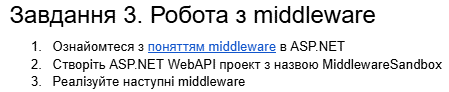 Завдання 3. Робота з middleware
1. Ознайомтеся з поняттям middleware в ASP.NET
2. Створіть ASP.NET WebAPI проект з назвою MiddlewareSandbox
3. Реалізуйте наступні middleware